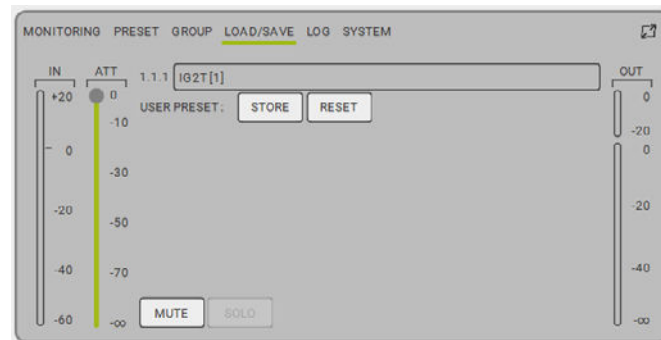 MONITORING PRESET GROUP LOAD/SAVE LOG SYSTEM
IN ATT 1.1.1 IG2T[1] OUT
+20 0 USER PRESET: STORE RESET 0
-10 -20
0 0
-30
-20 -50 -20
-40 -70 -40
-60 -∞ MUTE SOLO -∞